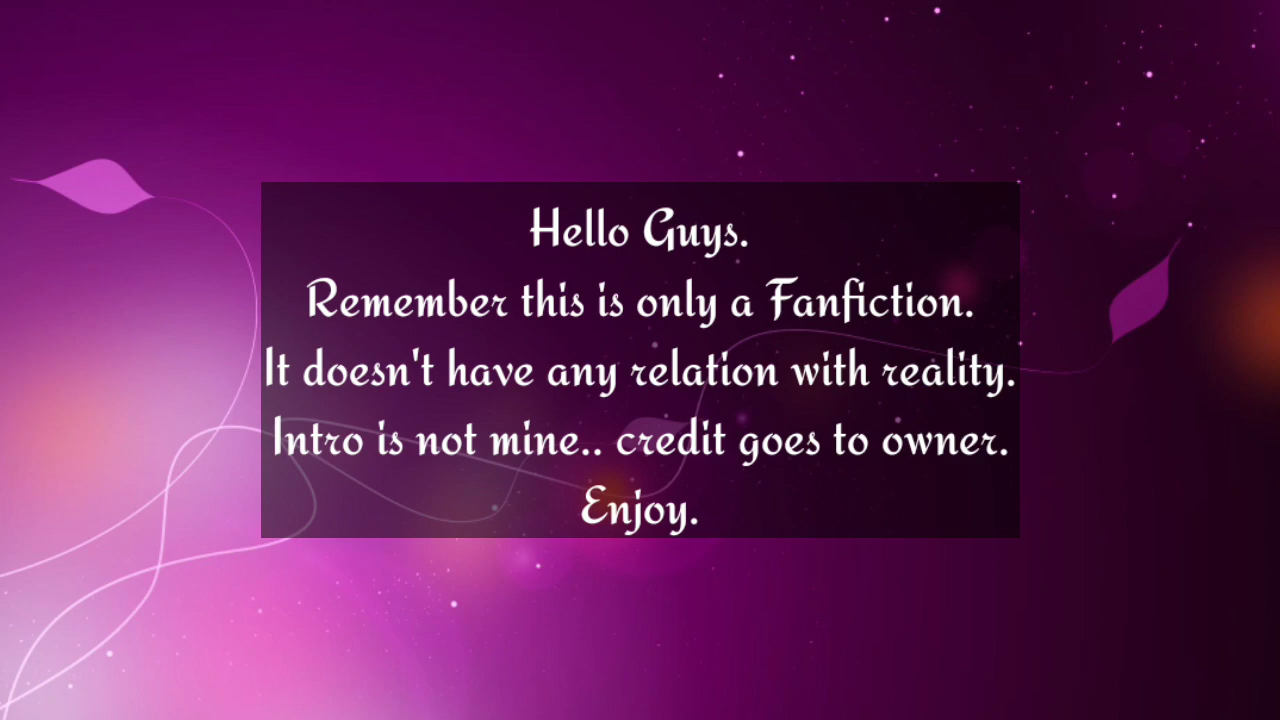 Hello Guys.
Remember this is only a Fanfiction.
It doesn't have any relation with reality.
Intro is not mine.. credit goes to owner.
Enjoy.